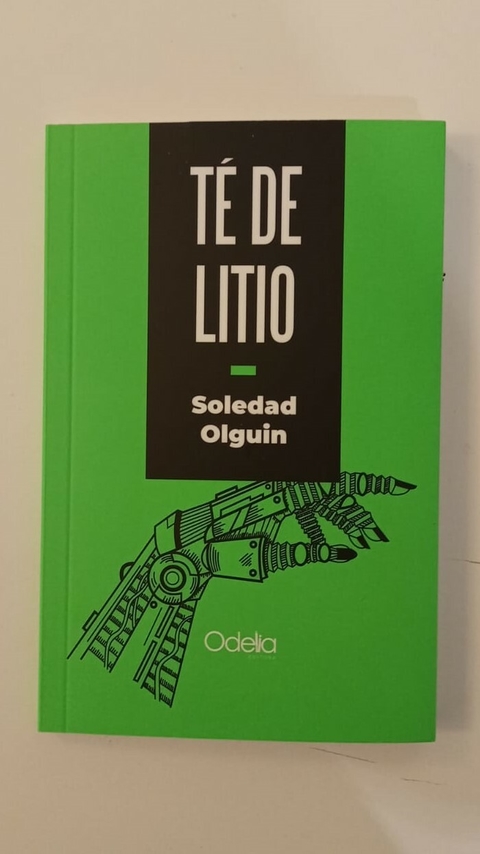 TÉ DE
LITIO
Soledad
Olguin
Odelia